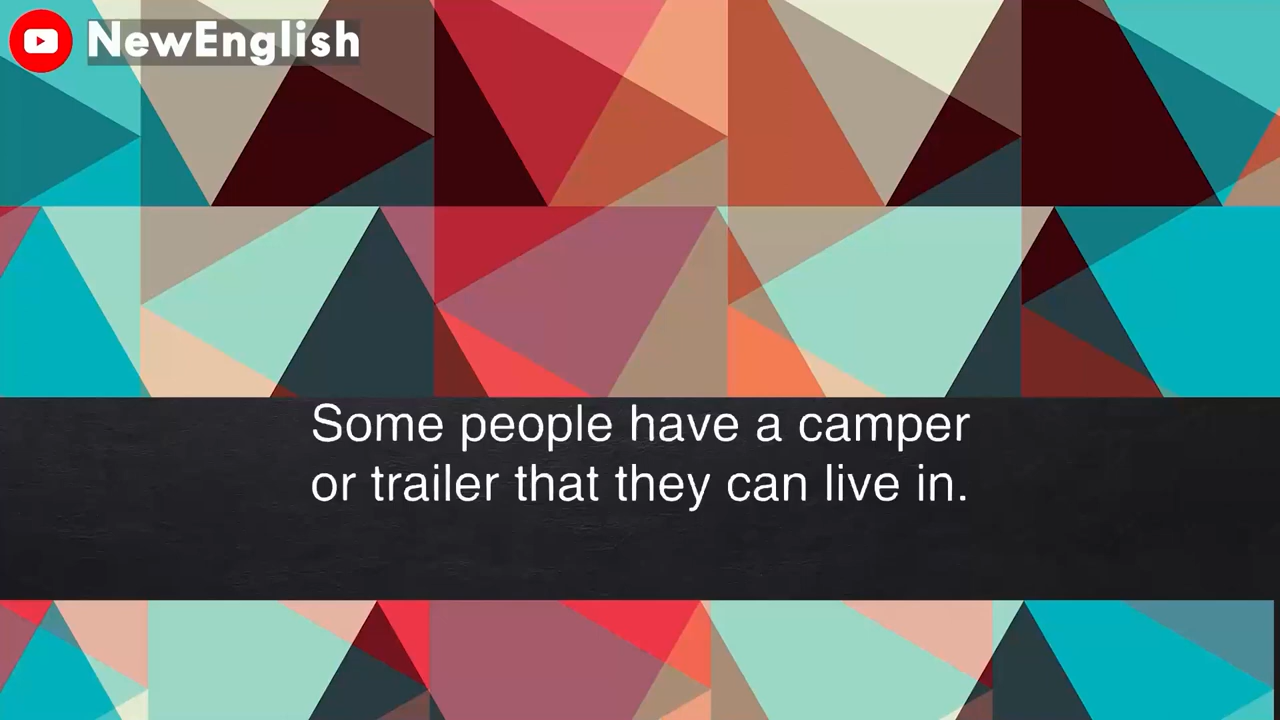 NewEnglish
Some people have a camper
or trailer that they can live in.